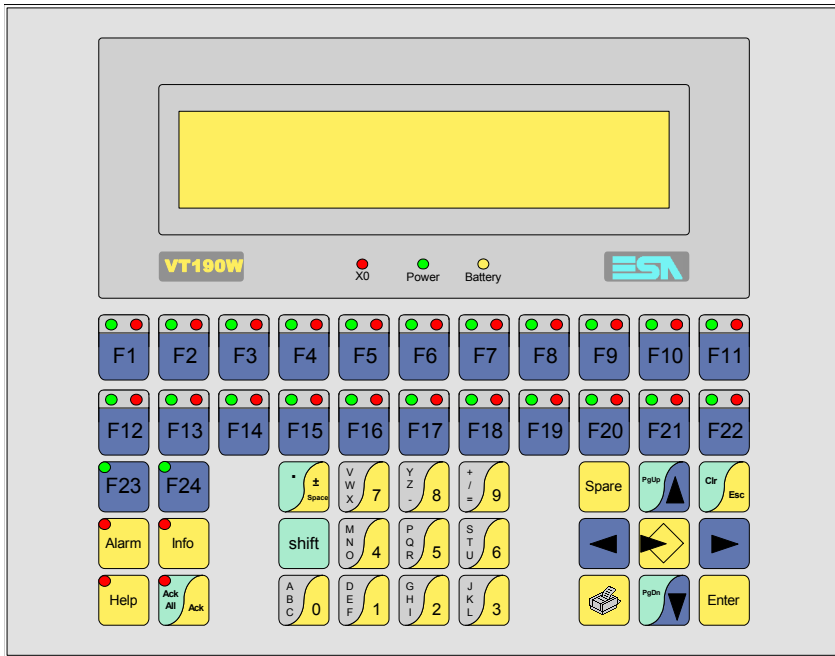 VT190W
X0 Power Battery
ESA
F1 F2 F3 F4 F5 F6 F7 F8 F9 F10 F11
F12 F13 F14 F15 F16 F17 F18 F19 F20 F21 F22
F23 F24
. ± Space
V W X 7
Y Z - 8
+ / = 9
Spare
PgUp
Clr Esc
Alarm Info
shift
M N O 4
P Q R 5
S T U 6
Help
Ack All Ack
A B C 0
D E F 1
G H I 2
J K L 3
PgDn
Enter